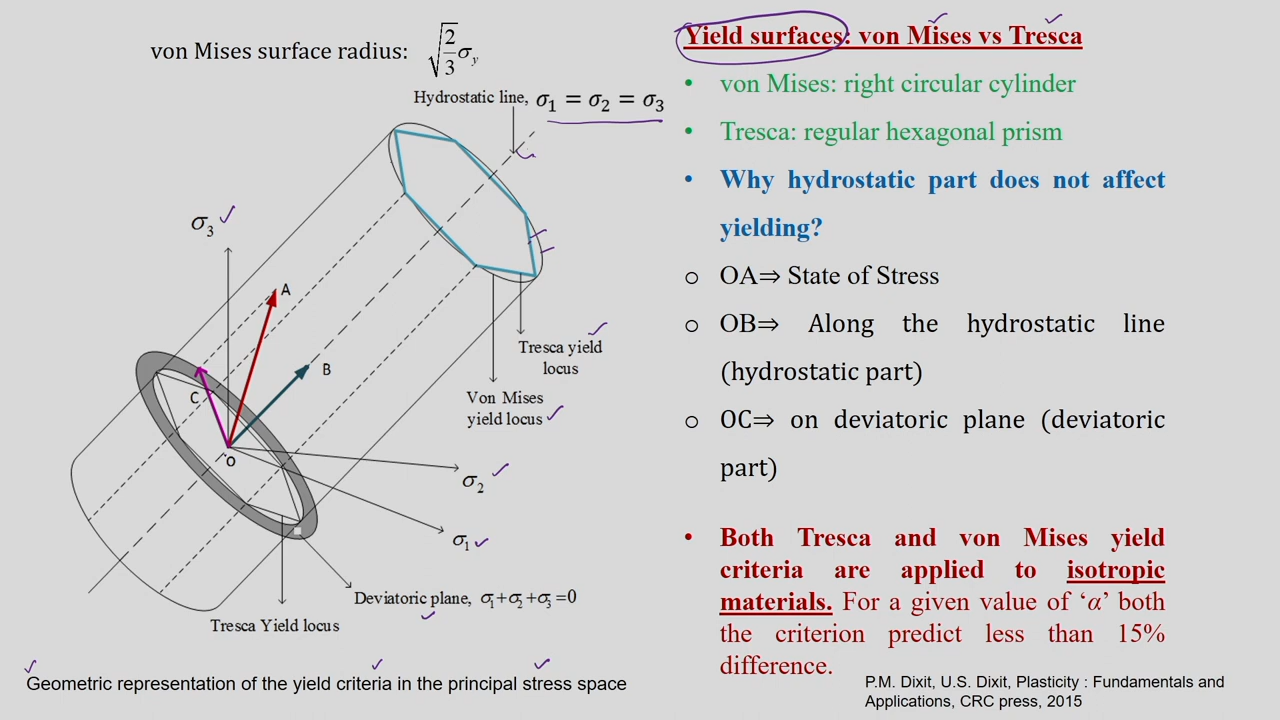 von Mises surface radius: √(2/3) σy
Hydrostatic line, σ1 = σ2 = σ3
σ3
A
B
C
O
Tresca yield
locus
Von Mises
yield locus
σ2
σ1
Deviatoric plane, σ1+σ2+σ3=0
Tresca Yield locus
Geometric representation of the yield criteria in the principal stress space
Yield surfaces: von Mises vs Tresca
• von Mises: right circular cylinder
• Tresca: regular hexagonal prism
• Why hydrostatic part does not affect
yielding?
o OA⇒ State of Stress
o OB⇒ Along the hydrostatic line
(hydrostatic part)
o OC⇒ on deviatoric plane (deviatoric
part)
• Both Tresca and von Mises yield
criteria are applied to isotropic
materials. For a given value of ‘α’ both
the criterion predict less than 15%
difference.
P.M. Dixit, U.S. Dixit, Plasticity : Fundamentals and
Applications, CRC press, 2015